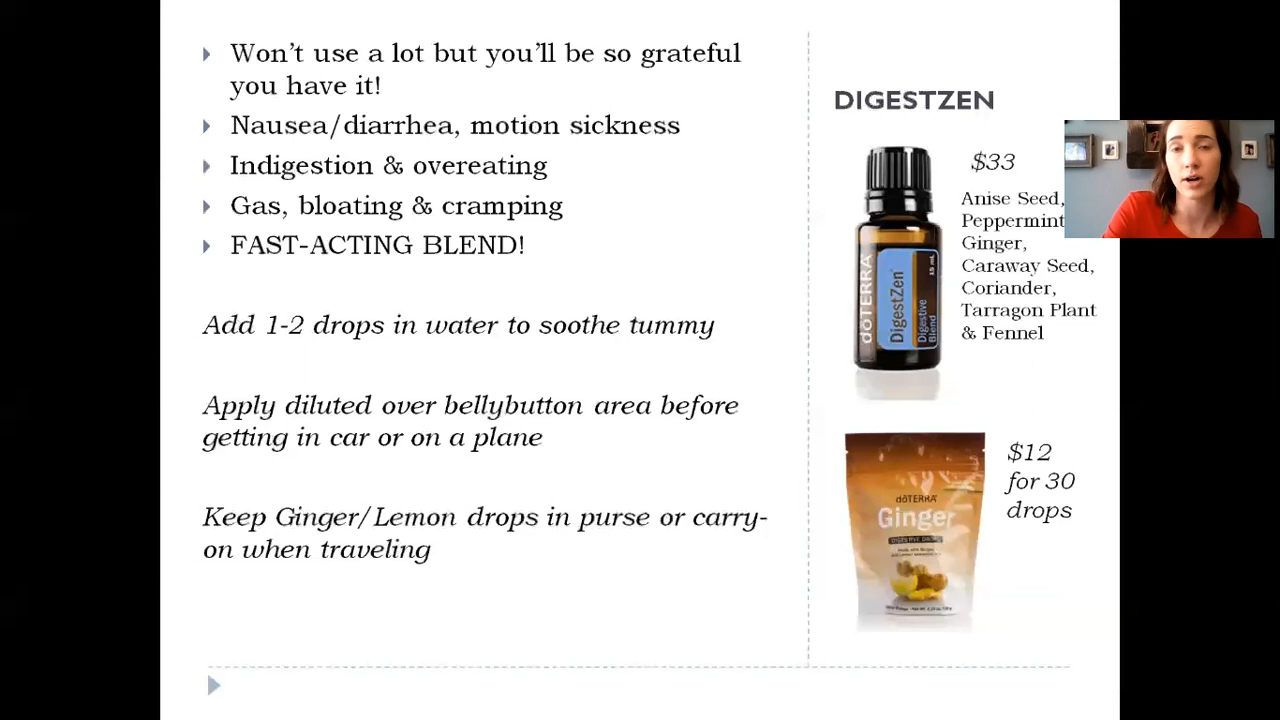 Won't use a lot but you'll be so grateful
you have it!
Nausea/diarrhea, motion sickness
Indigestion & overeating
Gas, bloating & cramping
FAST-ACTING BLEND!
Add 1-2 drops in water to soothe tummy
Apply diluted over bellybutton area before
getting in car or on a plane
Keep Ginger/Lemon drops in purse or carry-
on when traveling
DIGESTZEN
$33
Anise Seed,
Peppermint
Ginger,
Caraway Seed,
Coriander,
Tarragon Plant
& Fennel
dōTERRA
DigestZen
Digestive
Blend
15 mL
$12
for 30
drops
dōTERRA
Ginger
DIGESTIVE DROPS